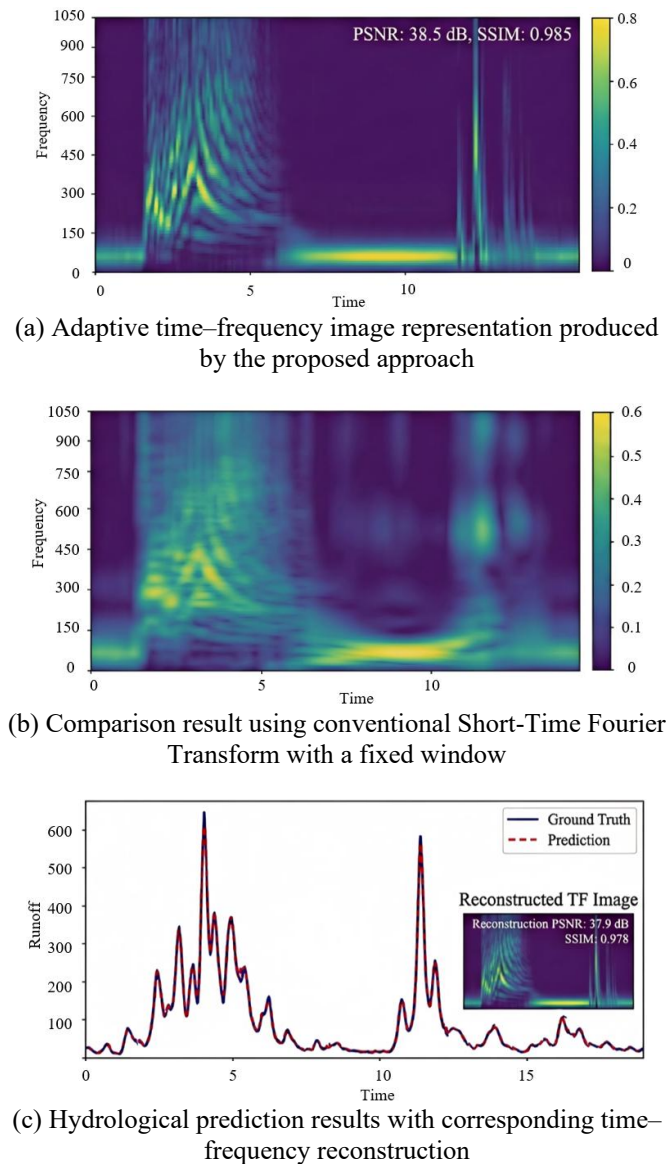 1050
900
750
600
450
300
150
0
Frequency
PSNR: 38.5 dB, SSIM: 0.985
0.8
0.6
0.4
0.2
0
0
5
10
Time
(a) Adaptive time–frequency image representation produced
by the proposed approach
1050
900
750
600
450
300
150
0
Frequency
0.6
0.5
0.4
0.3
0.2
0.1
0
0
5
10
Time
(b) Comparison result using conventional Short-Time Fourier
Transform with a fixed window
600
500
400
300
200
100
Runoff
Ground Truth
Prediction
Reconstructed TF Image
Reconstruction PSNR: 37.9 dB
SSIM: 0.978
0
5
10
15
Time
(c) Hydrological prediction results with corresponding time–
frequency reconstruction